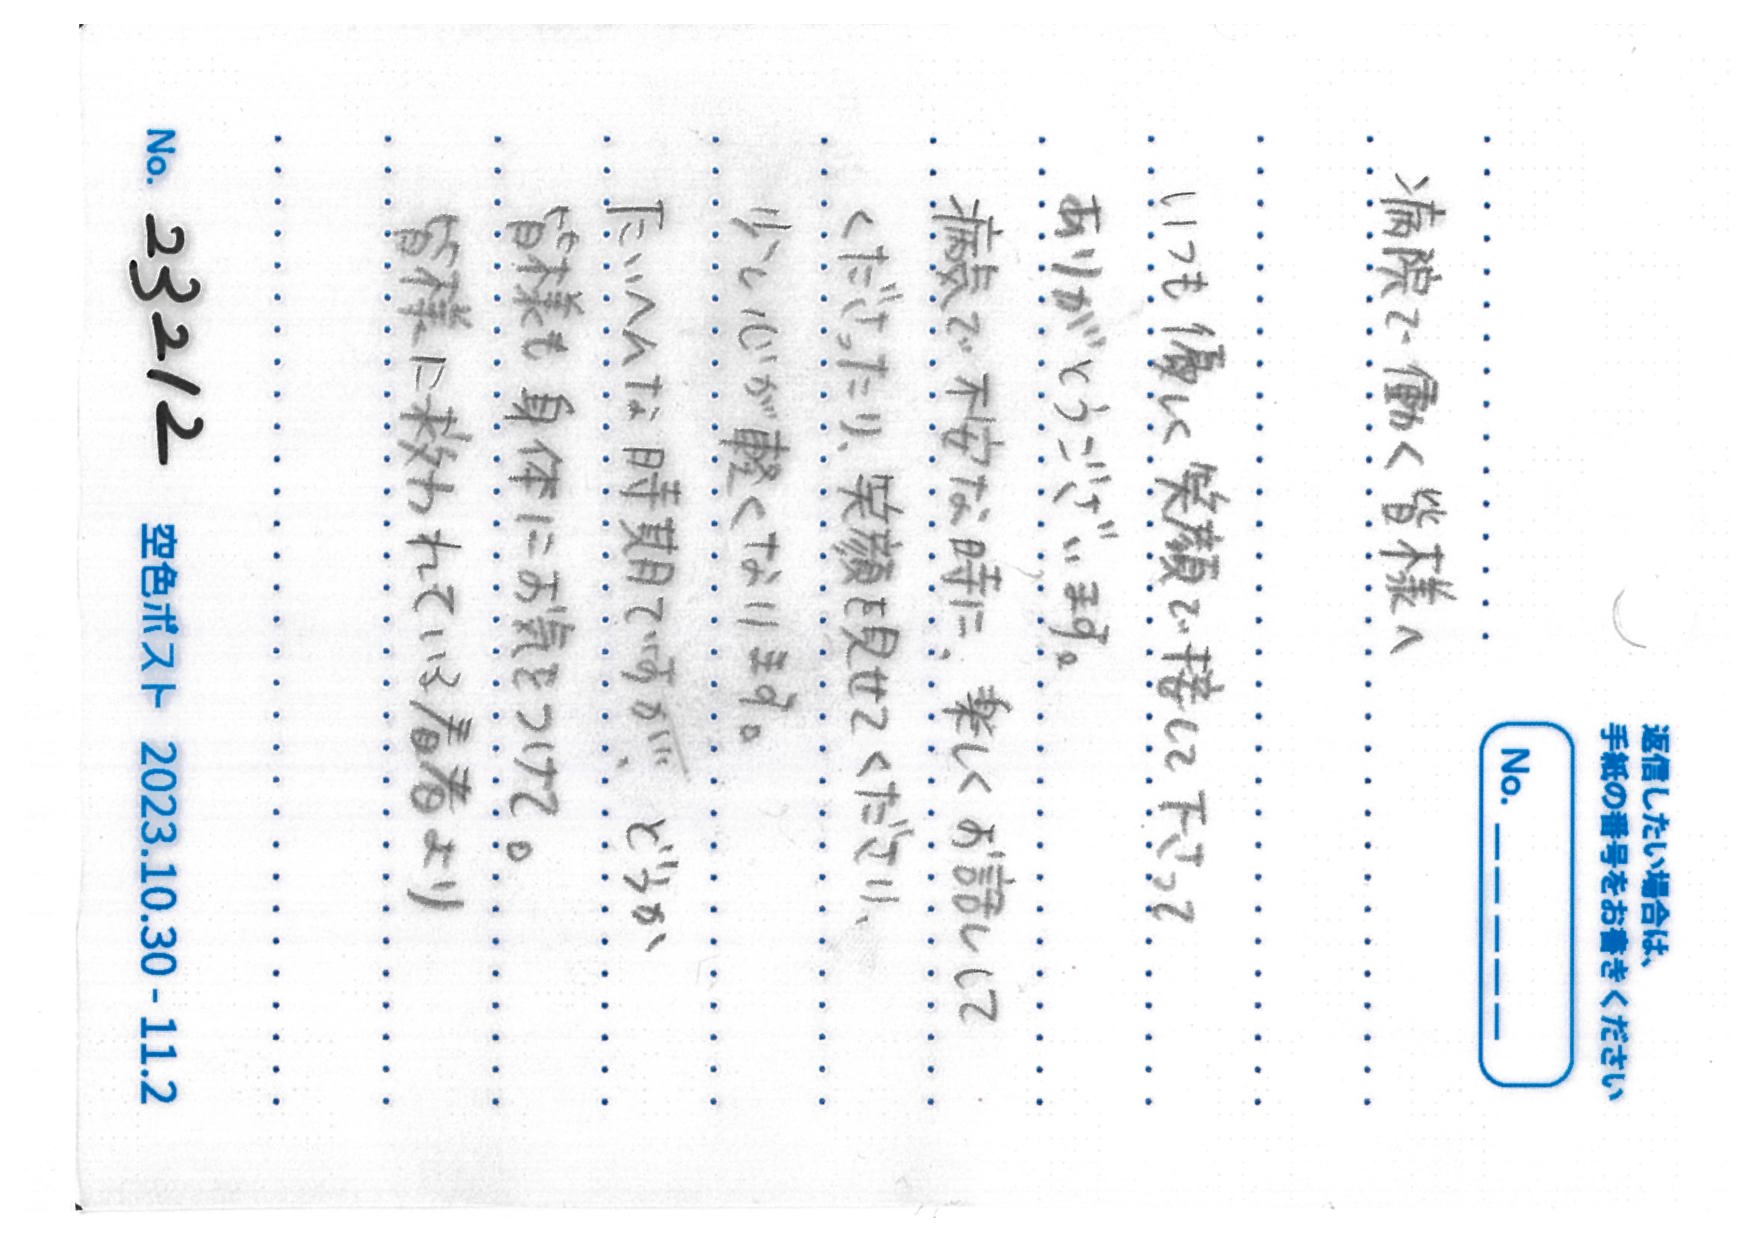 返信したい場合は、
手紙の番号をお書きください
No. _ _ _ _ _
病院で働く皆様へ
いつも優しく笑顔で接して下さって
ありがとうございます。
病気で不安な時に、楽しくお話しして
くださったり、笑顔を見せてくださり、
少し心が軽くなります。
たいへんな時期ですが、どうか
皆様も身体にお気をつけて。
皆様に救われている看者より
No. 23212 空色ポスト 2023.10.30 - 11.2